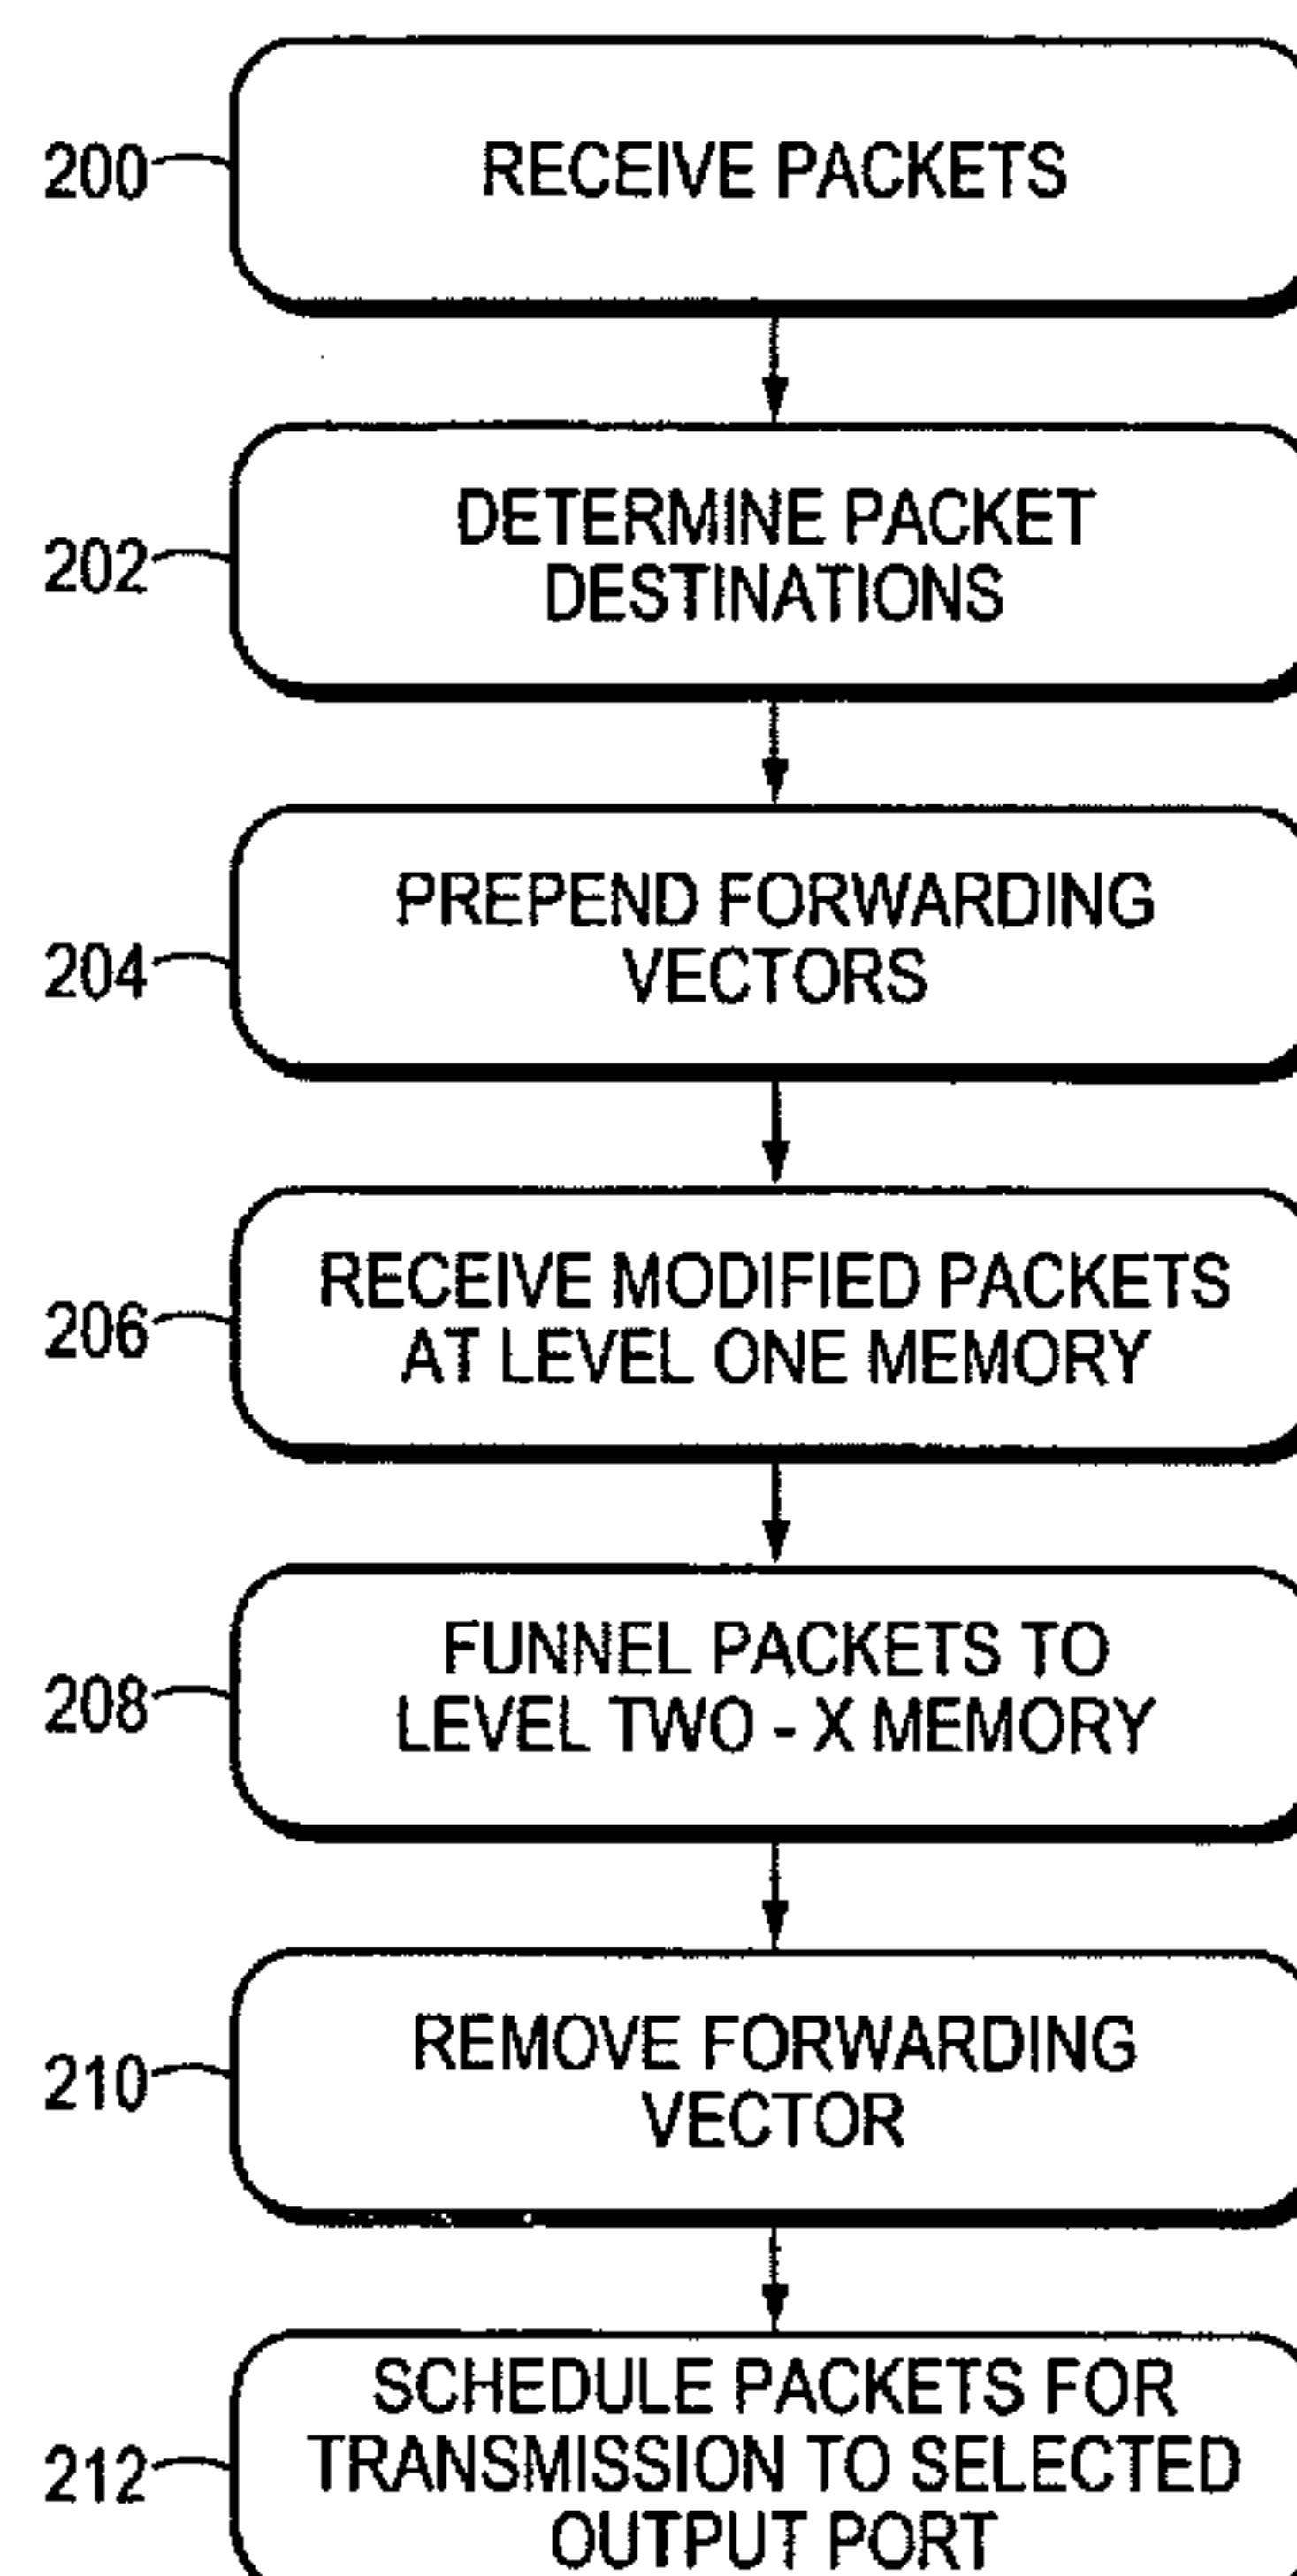 200
RECEIVE PACKETS
202
DETERMINE PACKET
DESTINATIONS
204
PREPEND FORWARDING
VECTORS
206
RECEIVE MODIFIED PACKETS
AT LEVEL ONE MEMORY
208
FUNNEL PACKETS TO
LEVEL TWO - X MEMORY
210
REMOVE FORWARDING
VECTOR
212
SCHEDULE PACKETS FOR
TRANSMISSION TO SELECTED
OUTPUT PORT